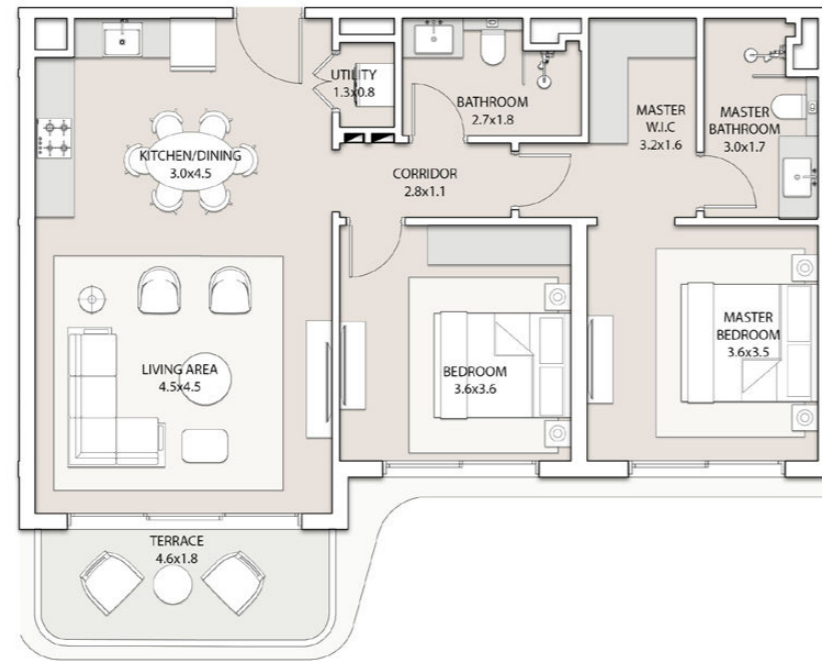 UTILITY
1.3x0.8
BATHROOM
2.7x1.8
MASTER
W.I.C
3.2x1.6
MASTER
BATHROOM
3.0x1.7
KITCHEN/DINING
3.0x4.5
CORRIDOR
2.8x1.1
LIVING AREA
4.5x4.5
BEDROOM
3.6x3.6
MASTER
BEDROOM
3.6x3.5
TERRACE
4.6x1.8